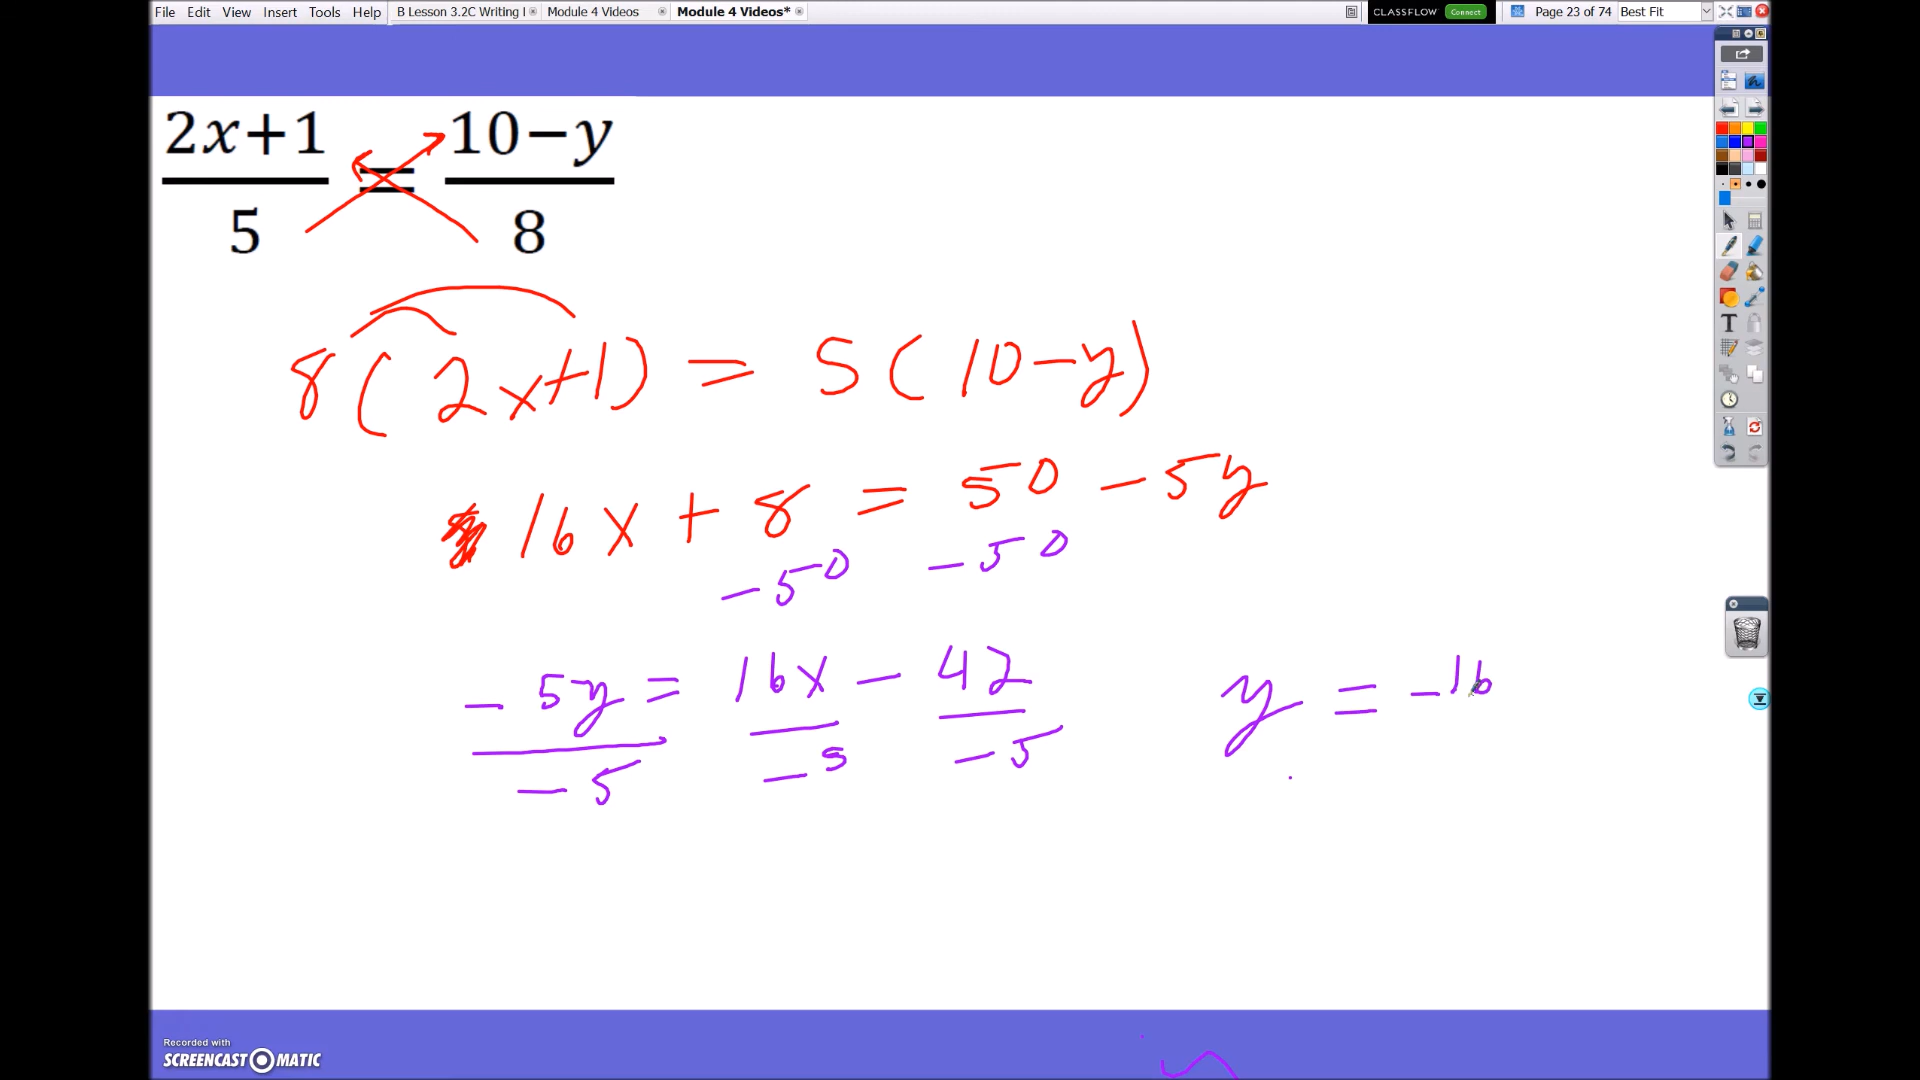 File Edit View Insert Tools Help B Lesson 3.2C Writing I Module 4 Videos Module 4 Videos* CLASSFLOW Connect Page 23 of 74 Best Fit
2x+1 = 10−y
5 8
8(2x+1) = 5(10-y)
16x + 8 = 50 - 5y
-50 -50
-5y = 16x - 42 y = -16
-5 -5 -5
T
Recorded with
SCREENCAST MATIC